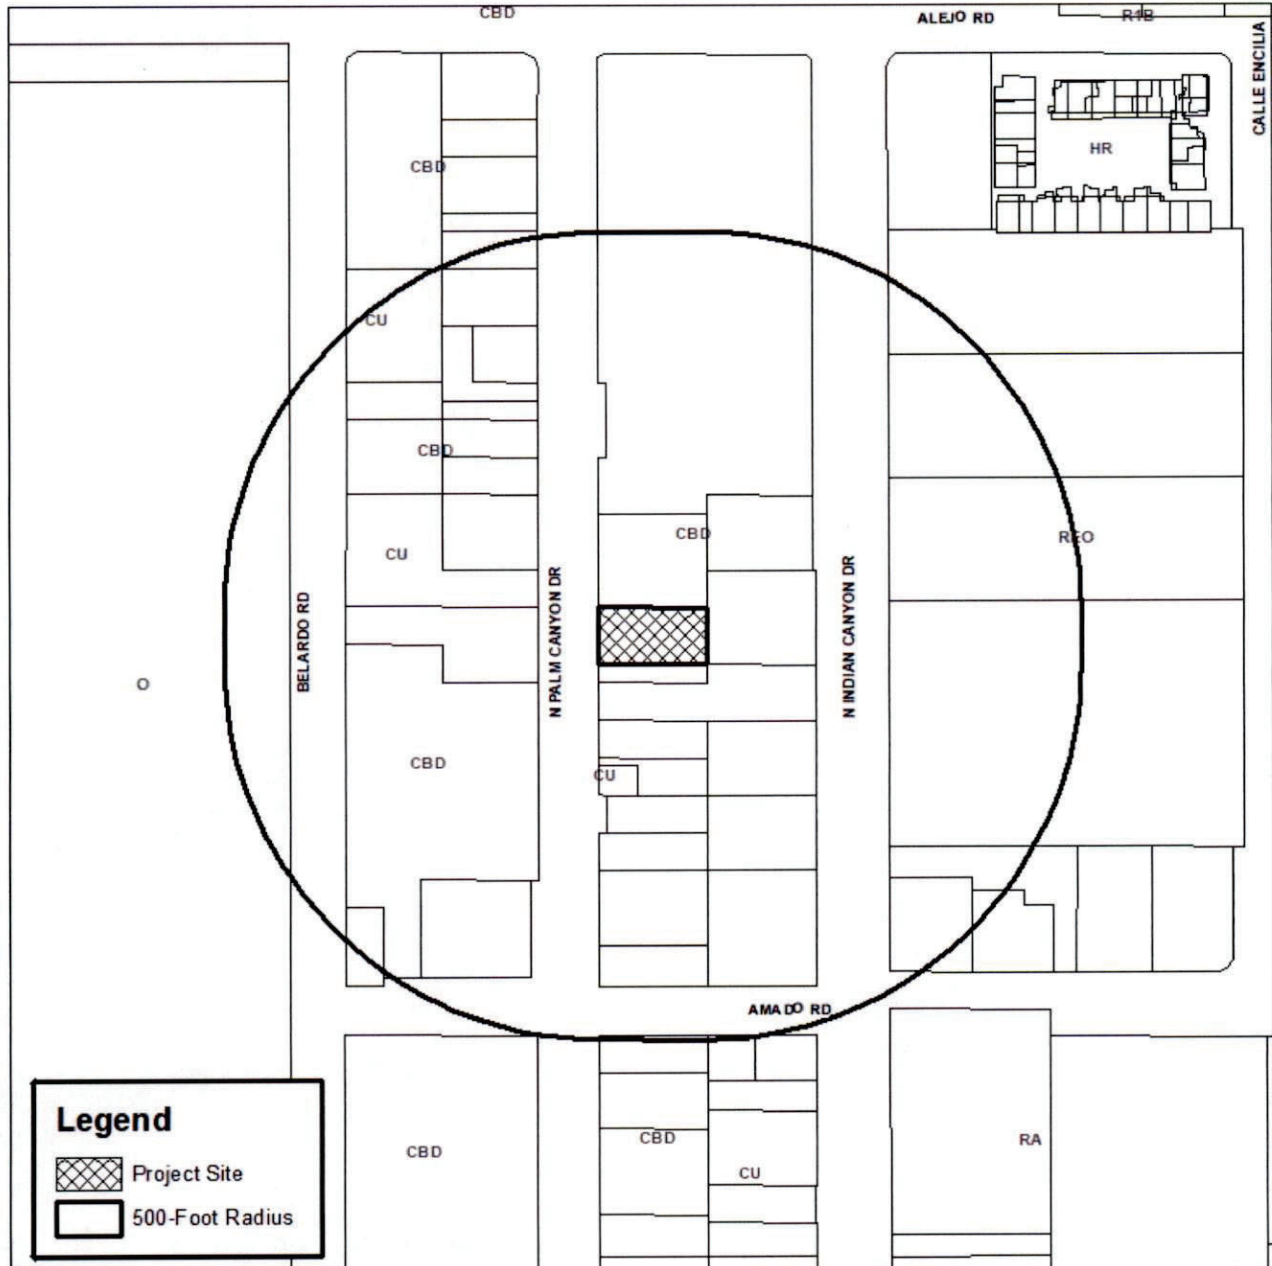 CBD
ALEJO RD
R1B
CALLE ENCILIA
HR
CBD
CU
CBD
CBD
REO
CU
BELARDO RD
N PALM CANYON DR
N INDIAN CANYON DR
O
CBD
CU
AMADO RD
Legend
Project Site
500-Foot Radius
CBD
CBD
CU
RA